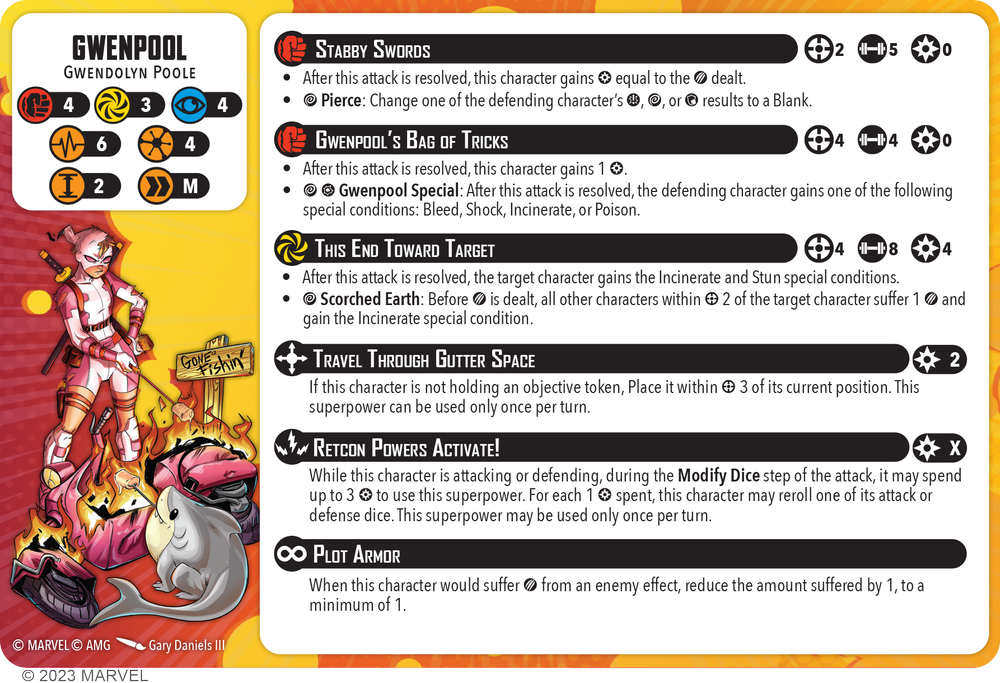 GWENPOOL
GWENDOLYN POOLE
4 3 4
6 4
2 M
STABBY SWORDS 2 5 0
• After this attack is resolved, this character gains equal to the dealt.
• Pierce: Change one of the defending character's , , or results to a Blank.
GWENPOOL'S BAG OF TRICKS 4 4 0
• After this attack is resolved, this character gains 1 .
• Gwenpool Special: After this attack is resolved, the defending character gains one of the following
special conditions: Bleed, Shock, Incinerate, or Poison.
THIS END TOWARD TARGET 4 8 4
• After this attack is resolved, the target character gains the Incinerate and Stun special conditions.
• Scorched Earth: Before is dealt, all other characters within 2 of the target character suffer 1 and
gain the Incinerate special condition.
TRAVEL THROUGH GUTTER SPACE 2
If this character is not holding an objective token, Place it within 3 of its current position. This
superpower can be used only once per turn.
RETCON POWERS ACTIVATE! X
While this character is attacking or defending, during the Modify Dice step of the attack, it may spend
up to 3 to use this superpower. For each 1 spent, this character may reroll one of its attack or
defense dice. This superpower may be used only once per turn.
PLOT ARMOR
When this character would suffer from an enemy effect, reduce the amount suffered by 1, to a
minimum of 1.
GONE
Fishin'
© MARVEL © AMG Gary Daniels III
© 2023 MARVEL